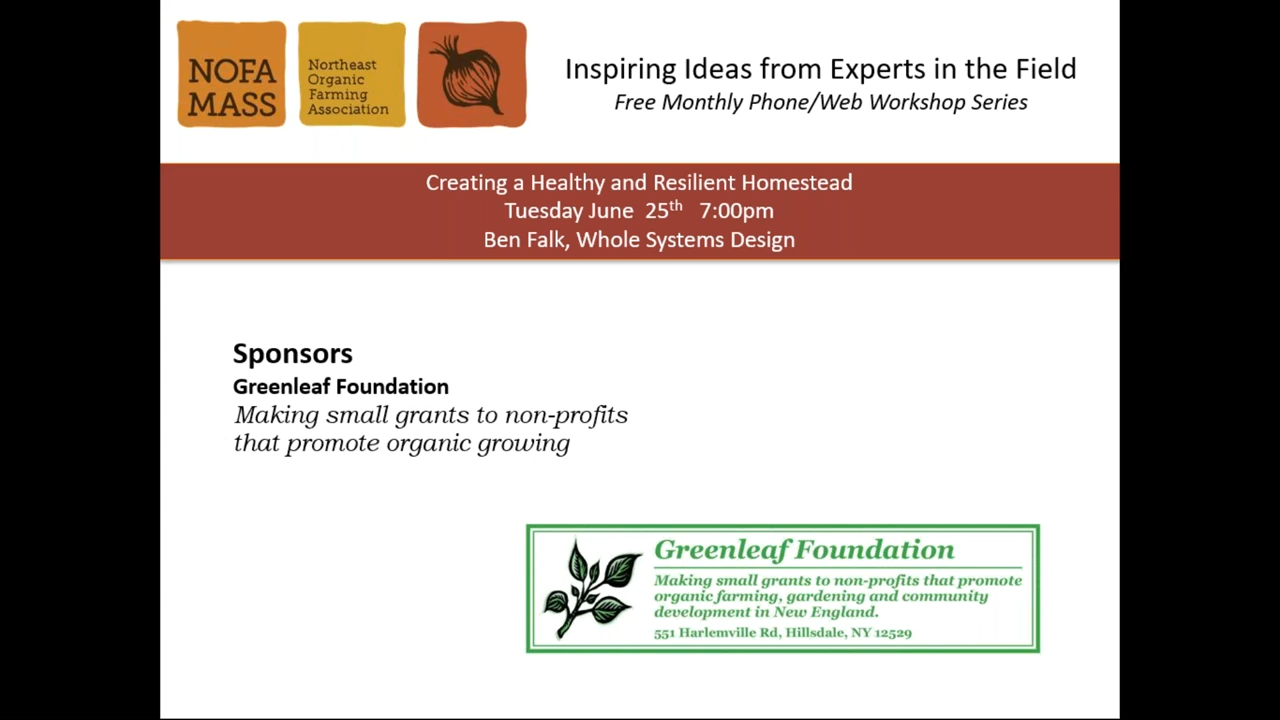 NOFA
MASS
Northeast
Organic
Farming
Association
Inspiring Ideas from Experts in the Field
Free Monthly Phone/Web Workshop Series
Creating a Healthy and Resilient Homestead
Tuesday June 25th 7:00pm
Ben Falk, Whole Systems Design
Sponsors
Greenleaf Foundation
Making small grants to non-profits
that promote organic growing
Greenleaf Foundation
Making small grants to non-profits that promote
organic farming, gardening and community
development in New England.
551 Harlemville Rd, Hillsdale, NY 12529